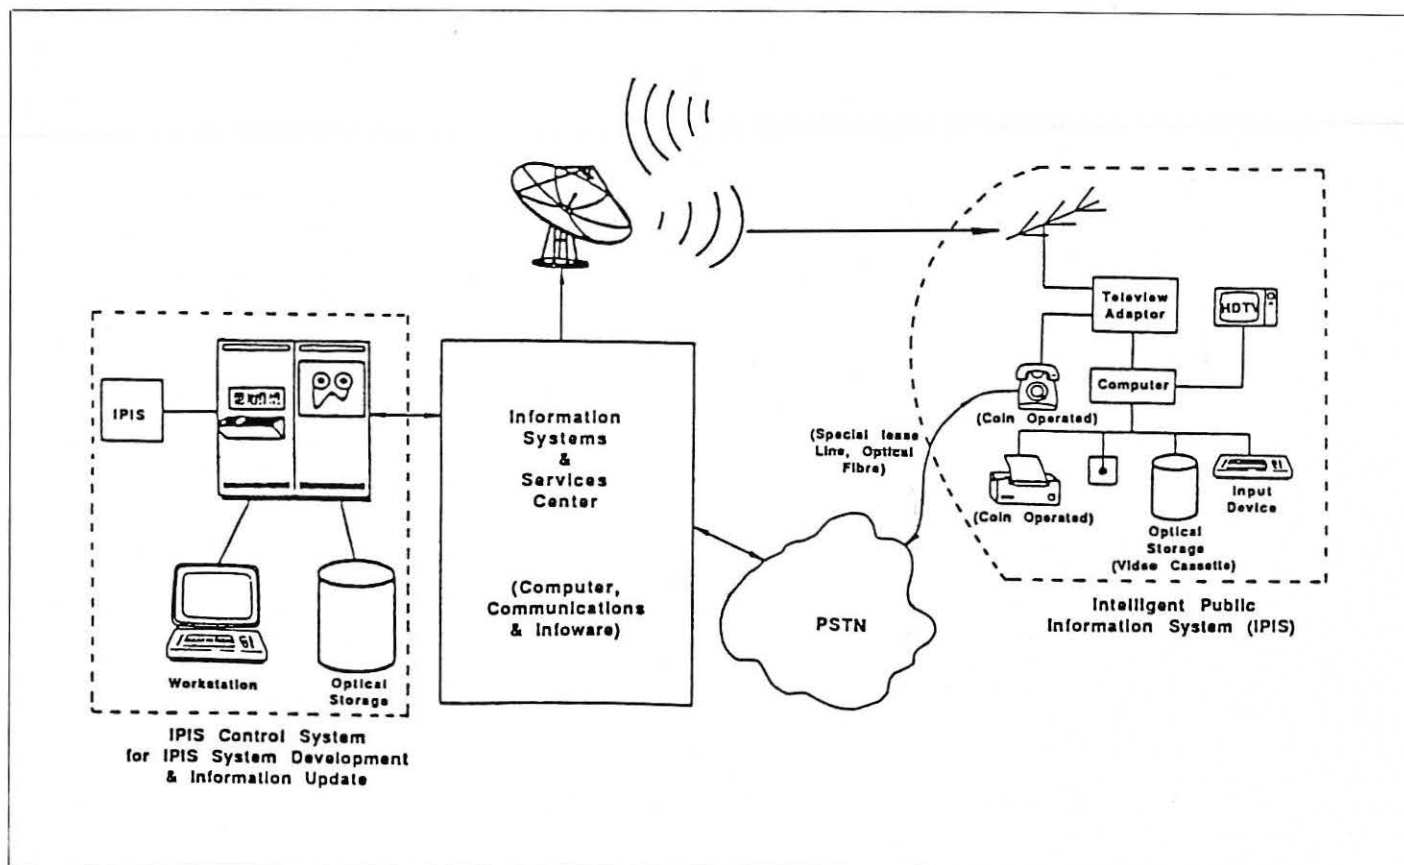 IPIS
Workstation
Optical
Storage
IPIS Control System
for IPIS System Development
& Information Update
Information
Systems
&
Services
Center
(Computer,
Communications
& Infoware)
PSTN
(Special lease
Line, Optical
Fibre)
Teleview
Adaptor
HDTV
Computer
(Coin Operated)
(Coin Operated)
Optical
Storage
(Video Cassette)
Input
Device
Intelligent Public
Information System (IPIS)